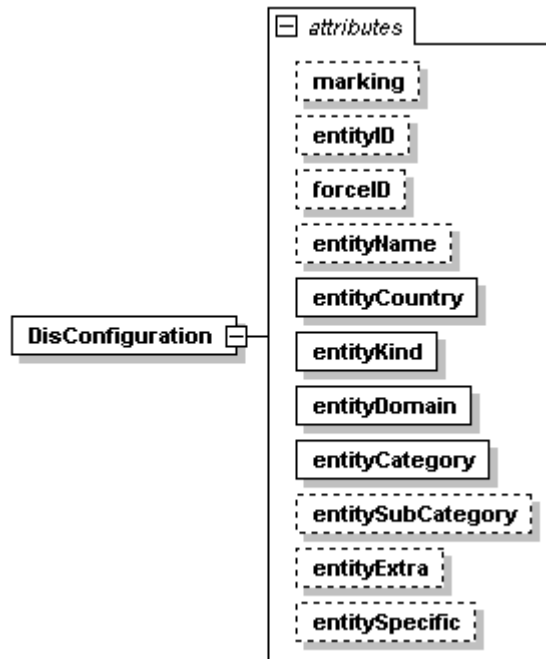 attributes
marking
entityID
forceID
entityName
entityCountry
DisConfiguration
entityKind
entityDomain
entityCategory
entitySubCategory
entityExtra
entitySpecific